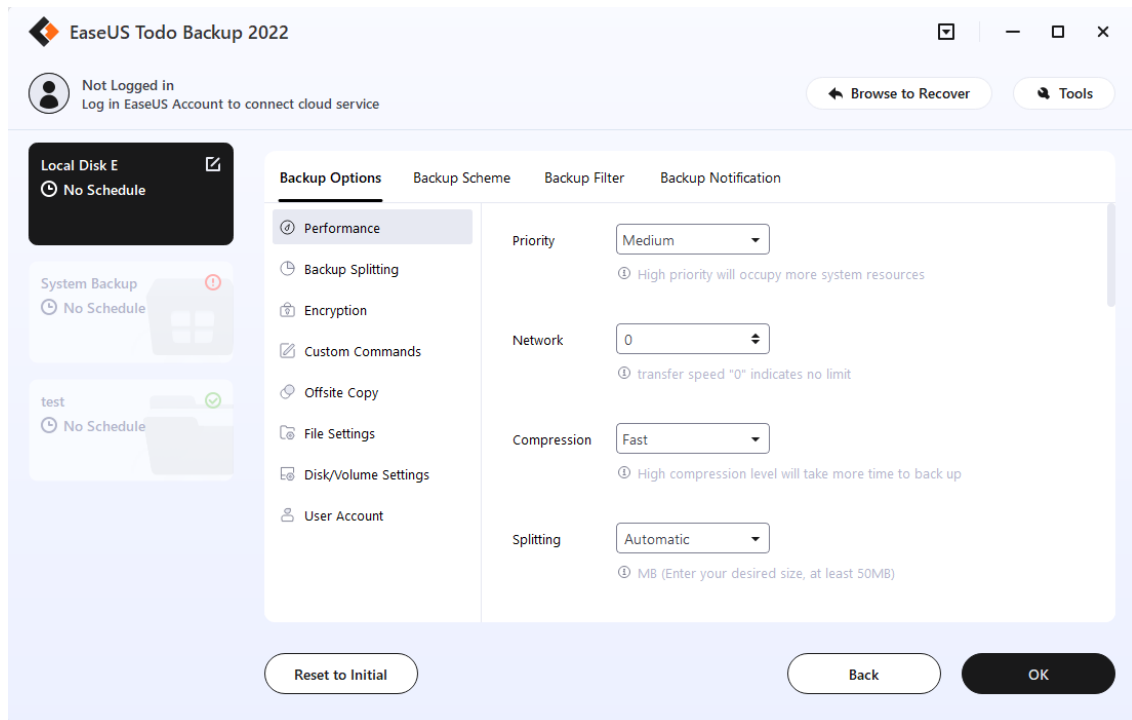 EaseUS Todo Backup 2022
Not Logged in
Log in EaseUS Account to connect cloud service
Browse to Recover
Tools
Local Disk E
No Schedule
System Backup
No Schedule
test
No Schedule
Backup Options
Backup Scheme
Backup Filter
Backup Notification
Performance
Backup Splitting
Encryption
Custom Commands
Offsite Copy
File Settings
Disk/Volume Settings
User Account
Priority
Medium
High priority will occupy more system resources
Network
0
transfer speed "0" indicates no limit
Compression
Fast
High compression level will take more time to back up
Splitting
Automatic
MB (Enter your desired size, at least 50MB)
Reset to Initial
Back
OK